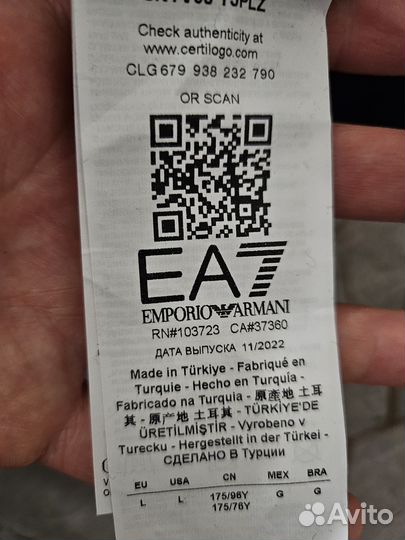 Check authenticity at
www.certilogo.com
CLG 679 938 232 790
OR SCAN
EA7
EMPORIO ARMANI
RN#103723 CA#37360
ДАТА ВЫПУСКА 11/2022
Made in Türkiye - Fabriqué en
Turquie - Hecho en Turquía -
Fabricado na Turquia - 原産地 土耳
其 - 原产地 土耳其 - TÜRKİYE'DE
ÜRETİLMİŞTİR - Vyrobeno v
Turecku - Hergestellt in der Türkei -
СДЕЛАНО В Турции
EU USA CN MEX BRA
L L 175/96Y G G
175/76Y
Avito